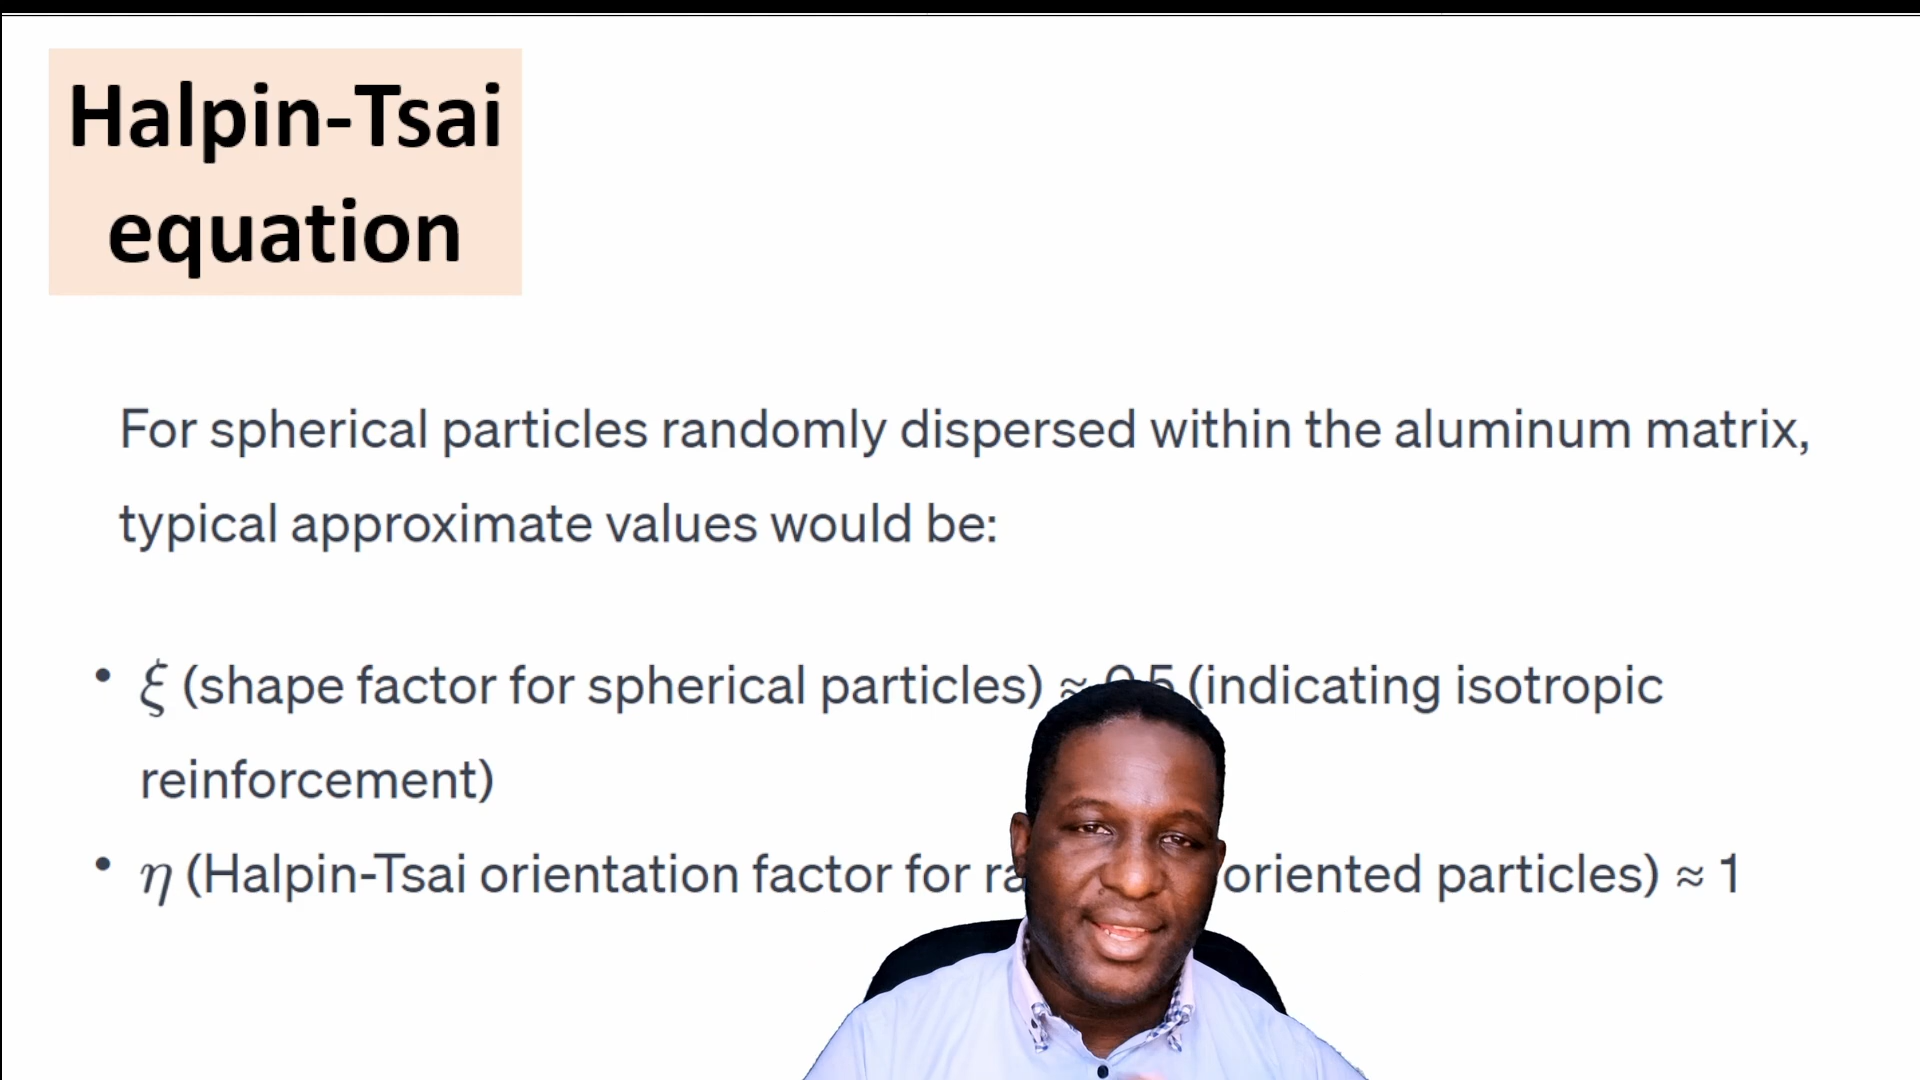 Halpin-Tsai
equation
For spherical particles randomly dispersed within the aluminum matrix,
typical approximate values would be:
• ξ (shape factor for spherical particles) ≈ 0.5 (indicating isotropic
reinforcement)
• η (Halpin-Tsai orientation factor for oriented particles) ≈ 1